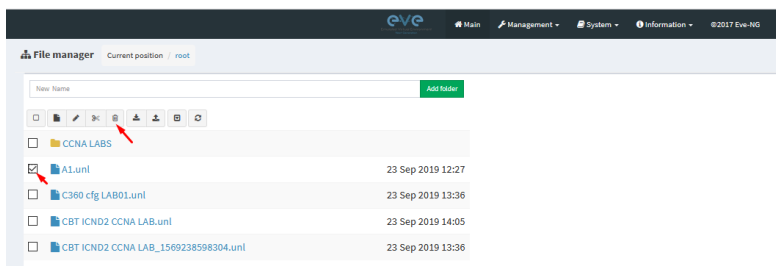 eve
Main
Management
System
Information
©2017 Eve-NG
File manager
Current position / root
New Name
Add folder
CCNA LABS
A1.unl 23 Sep 2019 12:27
C360 cfg LAB01.unl 23 Sep 2019 13:36
CBT ICND2 CCNA LAB.unl 23 Sep 2019 14:05
CBT ICND2 CCNA LAB_1569238598304.unl 23 Sep 2019 13:36